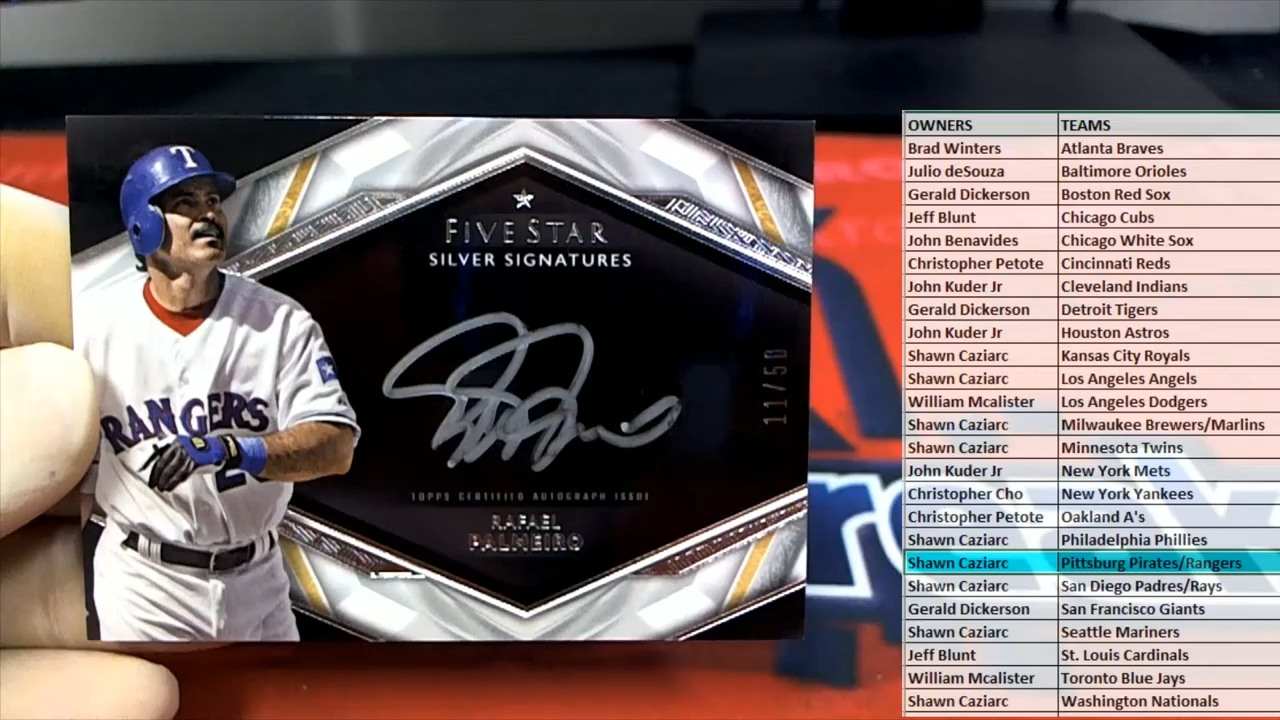 T
RANGERS
2
FIVE STAR
SILVER SIGNATURES
11/50
TOPPS CERTIFIED AUTOGRAPH ISSUE
RAFAEL
PALMEIRO
OWNERS TEAMS
Brad Winters Atlanta Braves
Julio deSouza Baltimore Orioles
Gerald Dickerson Boston Red Sox
Jeff Blunt Chicago Cubs
John Benavides Chicago White Sox
Christopher Petote Cincinnati Reds
John Kuder Jr Cleveland Indians
Gerald Dickerson Detroit Tigers
John Kuder Jr Houston Astros
Shawn Caziarc Kansas City Royals
Shawn Caziarc Los Angeles Angels
William Mcalister Los Angeles Dodgers
Shawn Caziarc Milwaukee Brewers/Marlins
Shawn Caziarc Minnesota Twins
John Kuder Jr New York Mets
Christopher Cho New York Yankees
Christopher Petote Oakland A's
Shawn Caziarc Philadelphia Phillies
Shawn Caziarc Pittsburg Pirates/Rangers
Shawn Caziarc San Diego Padres/Rays
Gerald Dickerson San Francisco Giants
Shawn Caziarc Seattle Mariners
Jeff Blunt St. Louis Cardinals
William Mcalister Toronto Blue Jays
Shawn Caziarc Washington Nationals